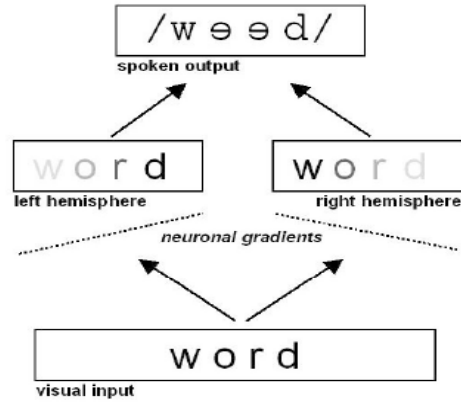 /w ɘ ɘ d/
spoken output
w o r d
w o r d
left hemisphere
right hemisphere
neuronal gradients
w o r d
visual input